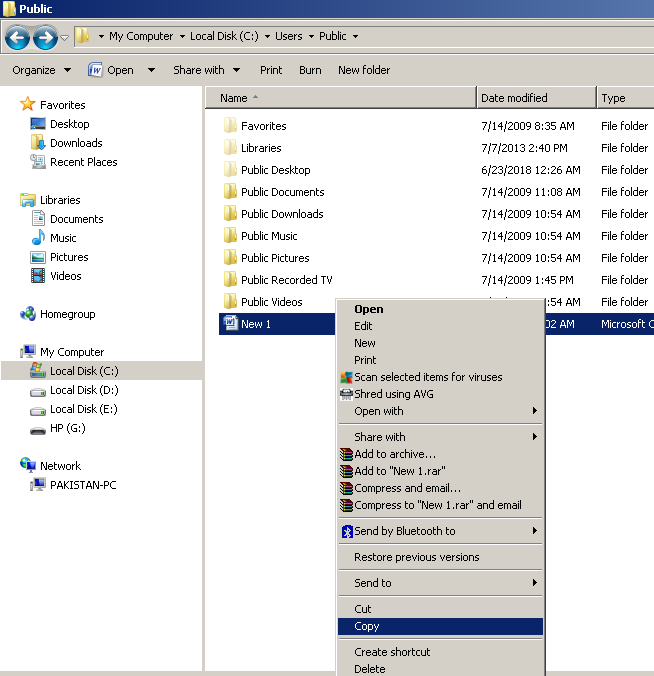 Public
My Computer Local Disk (C:) Users Public
Organize Open Share with Print Burn New folder
Name Date modified Type
Favorites
Desktop
Downloads
Recent Places
Libraries
Documents
Music
Pictures
Videos
Homegroup
My Computer
Local Disk (C:)
Local Disk (D:)
Local Disk (E:)
HP (G:)
Network
PAKISTAN-PC
Favorites 7/14/2009 8:35 AM File folder
Libraries 7/7/2013 2:40 PM File folder
Public Desktop 6/23/2018 12:26 AM File folder
Public Documents 7/14/2009 11:08 AM File folder
Public Downloads 7/14/2009 10:54 AM File folder
Public Music 7/14/2009 10:54 AM File folder
Public Pictures 7/14/2009 10:54 AM File folder
Public Recorded TV 7/14/2009 1:45 PM File folder
Public Videos :54 AM File folder
New 1 02 AM Microsoft C
Open
Edit
New
Print
Scan selected items for viruses
Shred using AVG
Open with
Share with
Add to archive...
Add to "New 1.rar"
Compress and email...
Compress to "New 1.rar" and email
Send by Bluetooth to
Restore previous versions
Send to
Cut
Copy
Create shortcut
Delete